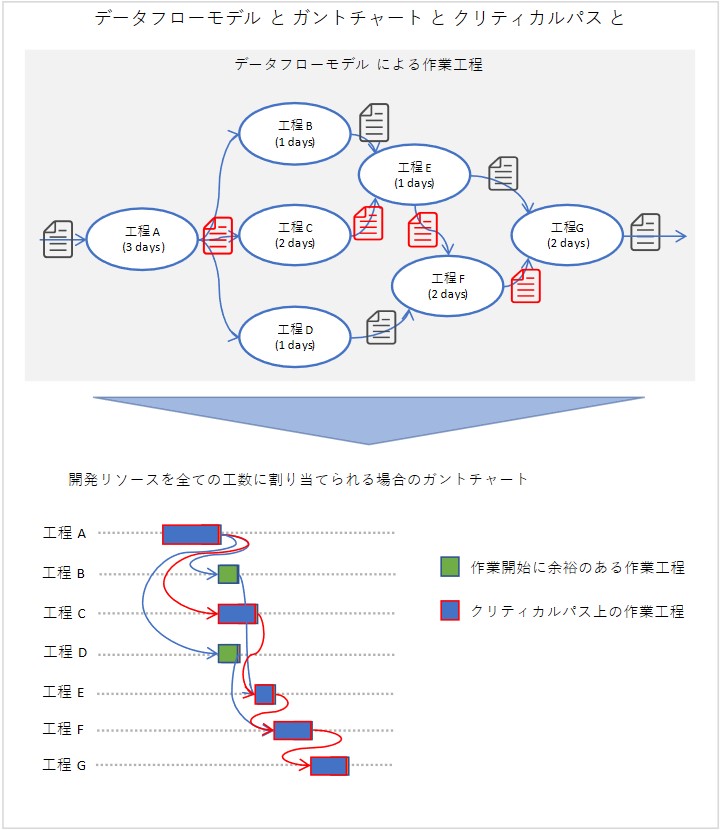 データフローモデル と ガントチャート と クリティカルパス と
データフローモデル による作業工程
工程B
(1 days)
工程E
(1 days)
工程A
(3 days)
工程C
(2 days)
工程G
(2 days)
工程F
(2 days)
工程D
(1 days)
開発リソースを全ての工数に割り当てられる場合のガントチャート
工程 A
工程 B
工程 C
工程 D
工程 E
工程 F
工程 G
作業開始に余裕のある作業工程
クリティカルパス上の作業工程